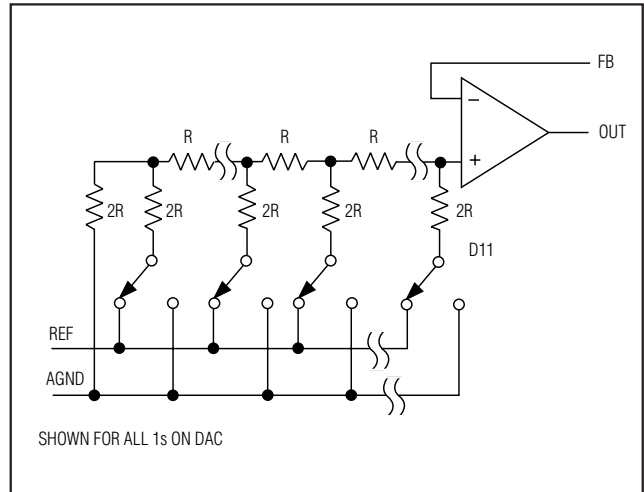 FB
−
OUT
R R R
+
2R 2R 2R 2R 2R
D11
REF
AGND
SHOWN FOR ALL 1s ON DAC